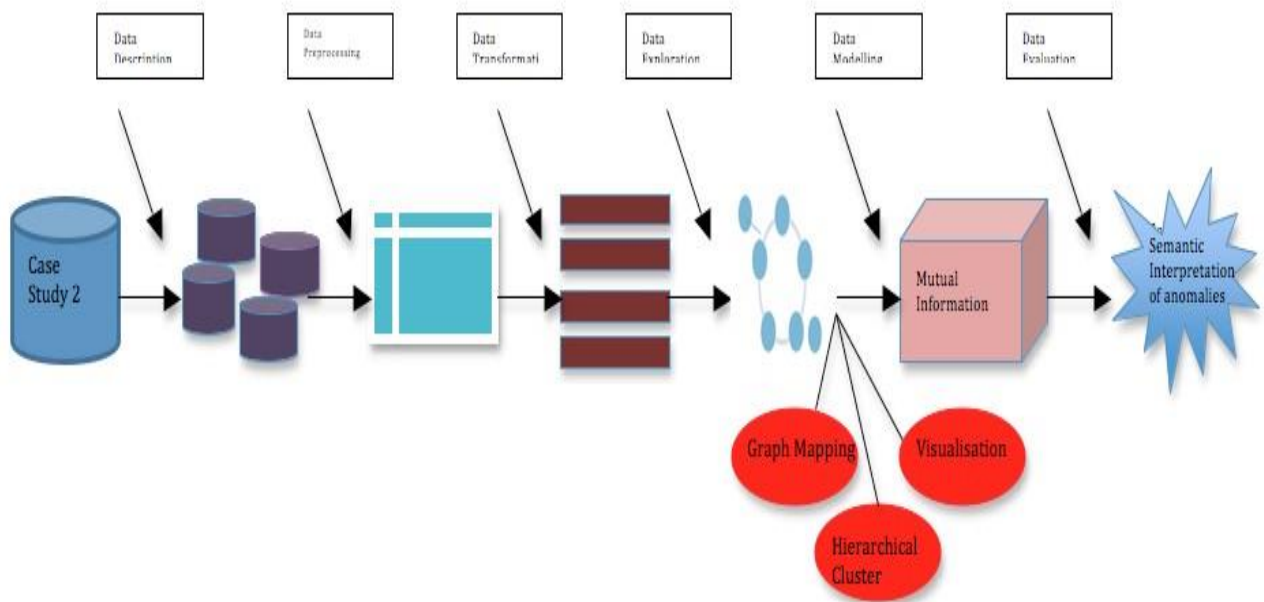 Data
Description
Data
Preprocessing
Data
Transformati
Data
Exploration
Data
Modelling
Data
Evaluation
Case
Study 2
Mutual
Information
Semantic
Interpretation
of anomalies
Graph Mapping
Visualisation
Hierarchical
Cluster